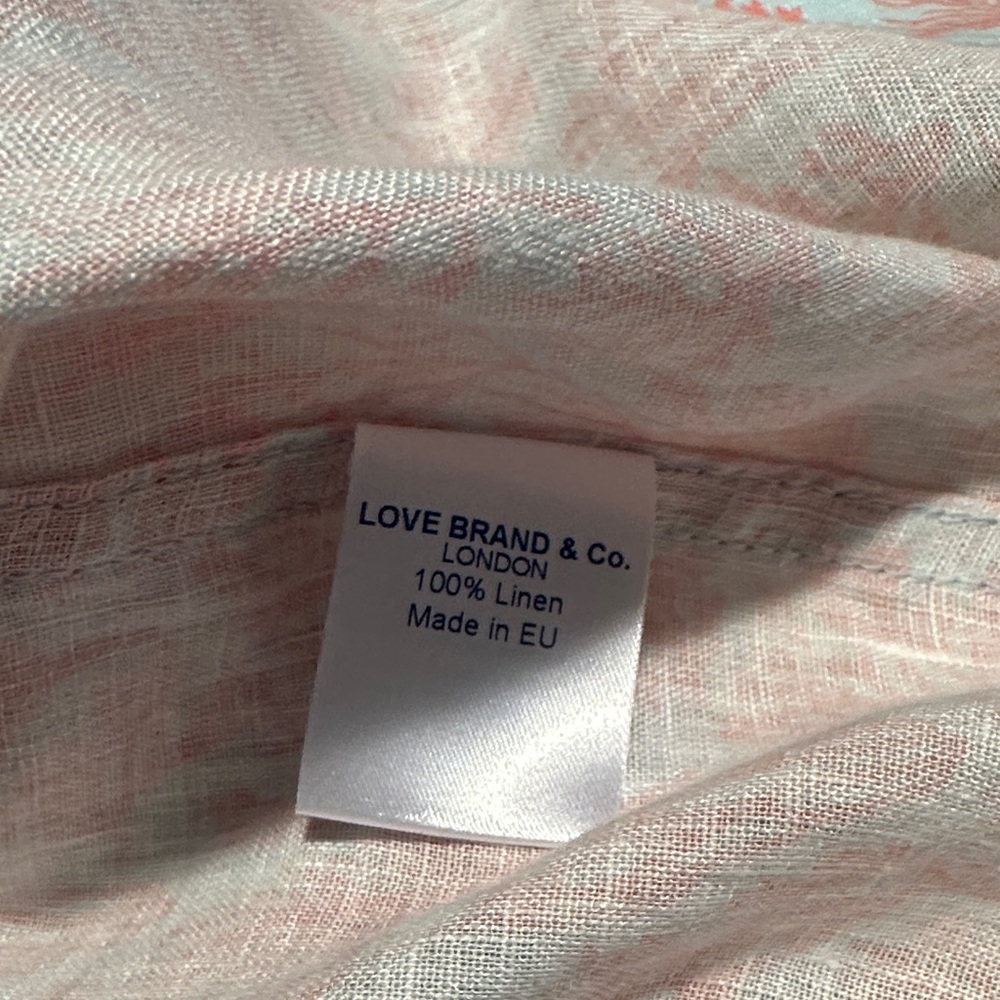 LOVE BRAND & Co.
LONDON
100% Linen
Made in EU